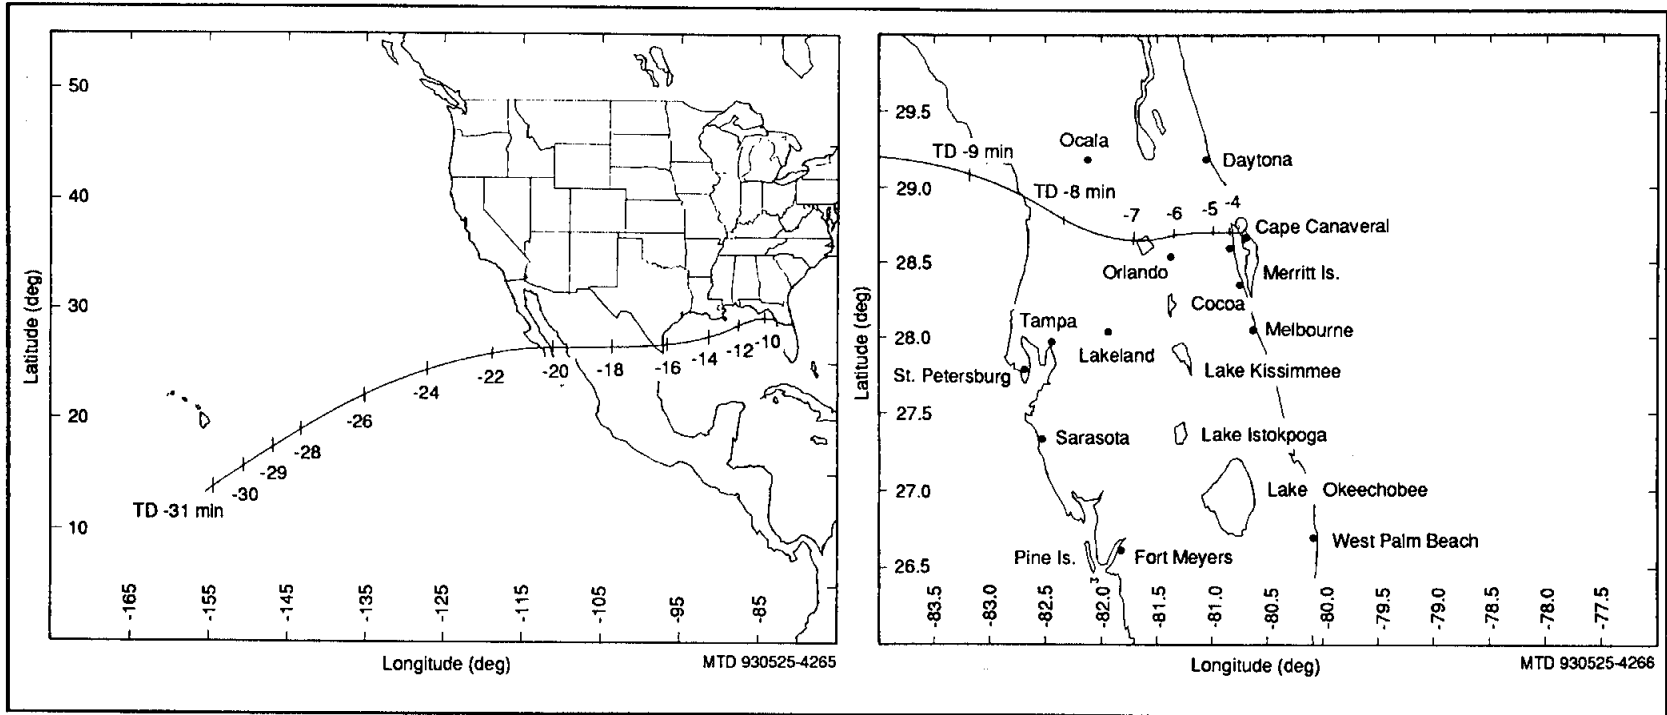 50
40
30
20
10
Latitude (deg)
TD -31 min
-30
-29
-28
-26
-24
-22
-20
-18
-16
-14
-12
-10
-165
-155
-145
-135
-125
-115
-105
-95
-85
Longitude (deg)
MTD 930525-4265
29.5
29.0
28.5
28.0
27.5
27.0
26.5
Latitude (deg)
TD -9 min
Ocala
Daytona
TD -8 min
-7
-6
-5
-4
Cape Canaveral
Orlando
Merritt Is.
Cocoa
Tampa
Melbourne
Lakeland
St. Petersburg
Lake Kissimmee
Sarasota
Lake Istokpoga
Lake Okeechobee
West Palm Beach
Pine Is.
Fort Meyers
3
-83.5
-83.0
-82.5
-82.0
-81.5
-81.0
-80.5
-80.0
-79.5
-79.0
-78.5
-78.0
-77.5
Longitude (deg)
MTD 930525-4266